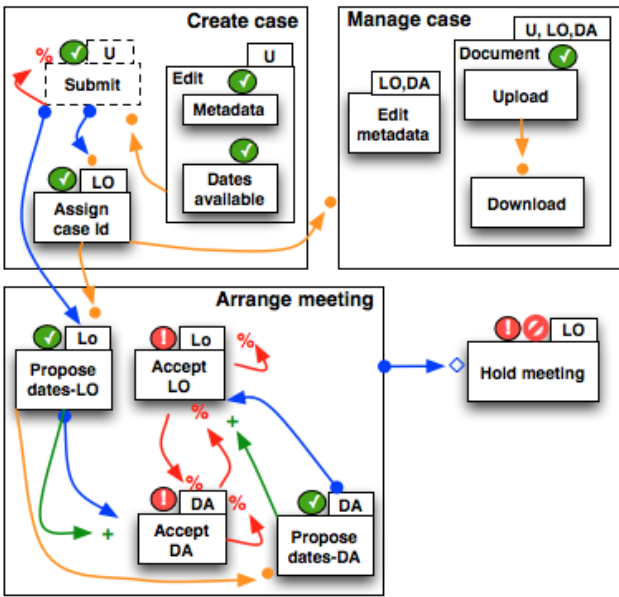 Create case
%
U
Submit
U
Edit
Metadata
Dates
available
LO
Assign
case Id
Manage case
U, LO,DA
Document
LO,DA
Edit
metadata
Upload
Download
Arrange meeting
Lo
Propose
dates-LO
Lo
Accept
LO
%
%
+
%
DA
%
Accept
DA
+
DA
Propose
dates-DA
LO
Hold meeting